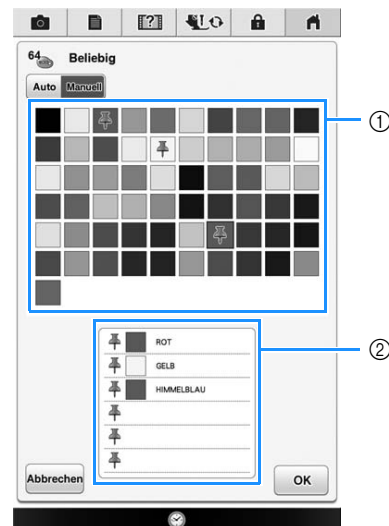 64 Beliebig
Auto Manuell
①
②
ROT
GELB
HIMMELBLAU
Abbrechen OK